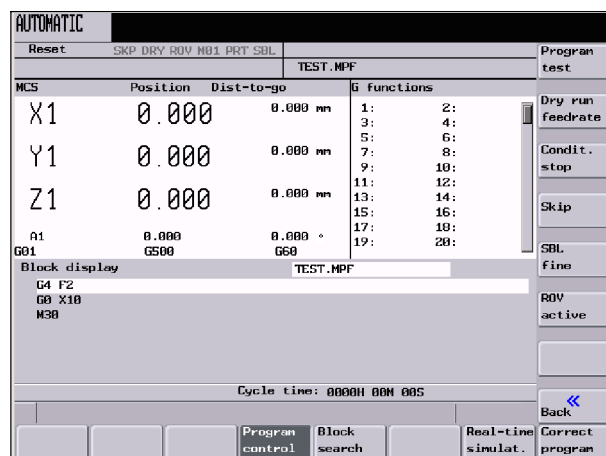 AUTOMATIC
Reset SKP DRY ROV M01 PRT SBL
TEST.MPF
MCS Position Dist-to-go G functions
X1 0.000 0.000 mm
Y1 0.000 0.000 mm
Z1 0.000 0.000 mm
A1 0.000 0.000 °
G01 G500 G60
1: 2:
3: 4:
5: 6:
7: 8:
9: 10:
11: 12:
13: 14:
15: 16:
17: 18:
19: 20:
Block display TEST.MPF
G4 F2
G0 X10
M30
Cycle time: 0000H 00M 00S
Program
test
Dry run
feedrate
Condit.
stop
Skip
SBL
fine
ROV
active
«
Back
Program
control
Block
search
Real-time
simulat.
Correct
program